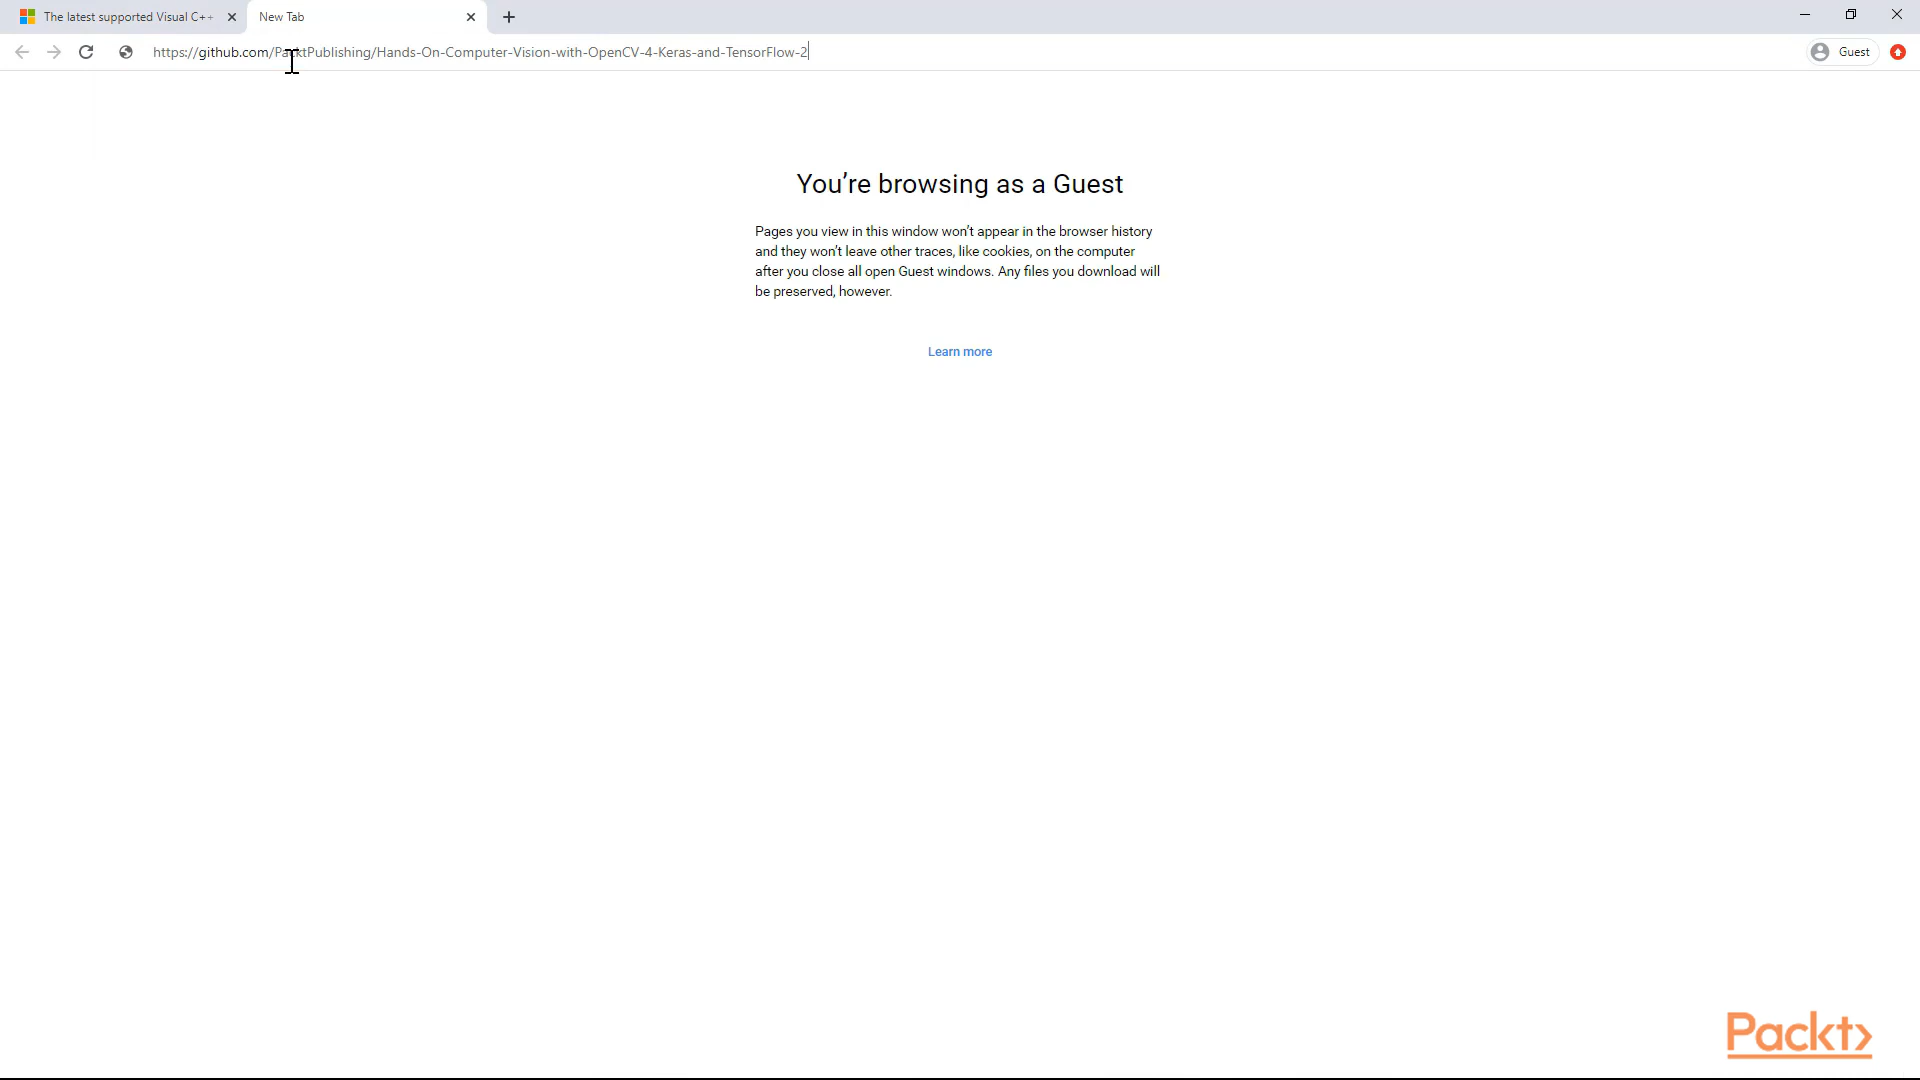 The latest supported Visual C++
New Tab
https://github.com/PacktPublishing/Hands-On-Computer-Vision-with-OpenCV-4-Keras-and-TensorFlow-2
Guest
You’re browsing as a Guest
Pages you view in this window won’t appear in the browser history
and they won’t leave other traces, like cookies, on the computer
after you close all open Guest windows. Any files you download will
be preserved, however.
Learn more
Packt>